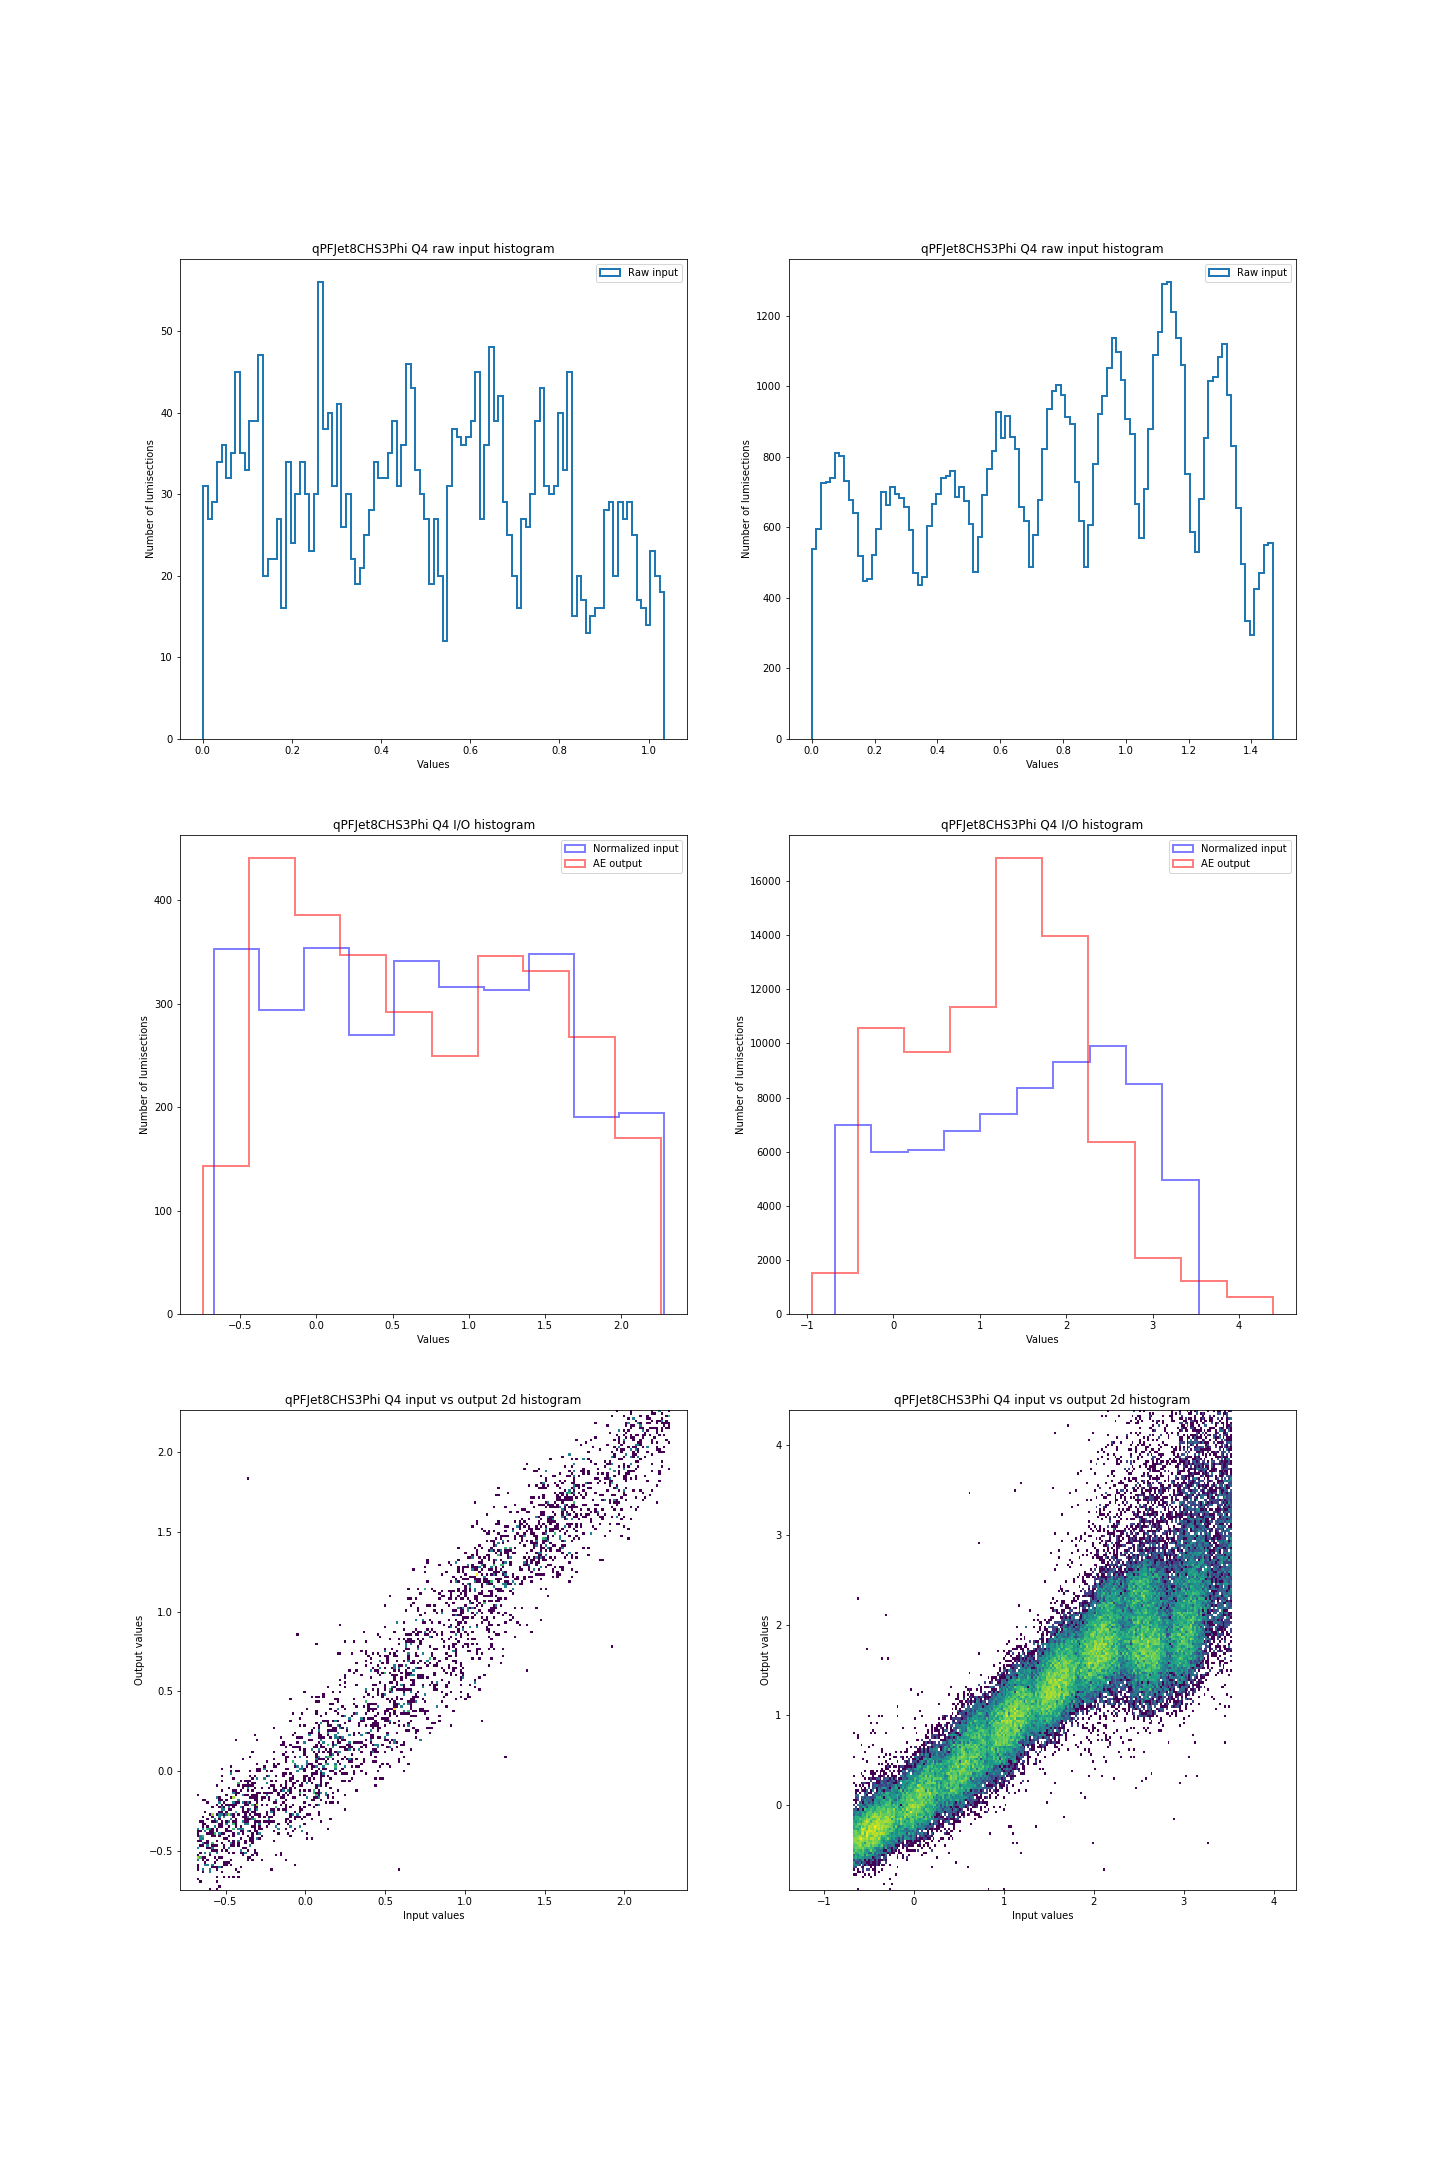 qPFJet8CHS3Phi Q4 raw input histogram
Raw input
50
40
30
20
10
0
Number of lumisections
0.0 0.2 0.4 0.6 0.8 1.0
Values
qPFJet8CHS3Phi Q4 raw input histogram
Raw input
1200
1000
800
600
400
200
0
Number of lumisections
0.0 0.2 0.4 0.6 0.8 1.0 1.2 1.4
Values
qPFJet8CHS3Phi Q4 I/O histogram
Normalized input
AE output
400
300
200
100
0
Number of lumisections
−0.5 0.0 0.5 1.0 1.5 2.0
Values
qPFJet8CHS3Phi Q4 I/O histogram
Normalized input
AE output
16000
14000
12000
10000
8000
6000
4000
2000
0
Number of lumisections
−1 0 1 2 3 4
Values
qPFJet8CHS3Phi Q4 input vs output 2d histogram
2.0
1.5
1.0
0.5
0.0
−0.5
Output values
−0.5 0.0 0.5 1.0 1.5 2.0
Input values
qPFJet8CHS3Phi Q4 input vs output 2d histogram
4
3
2
1
0
Output values
−1 0 1 2 3 4
Input values